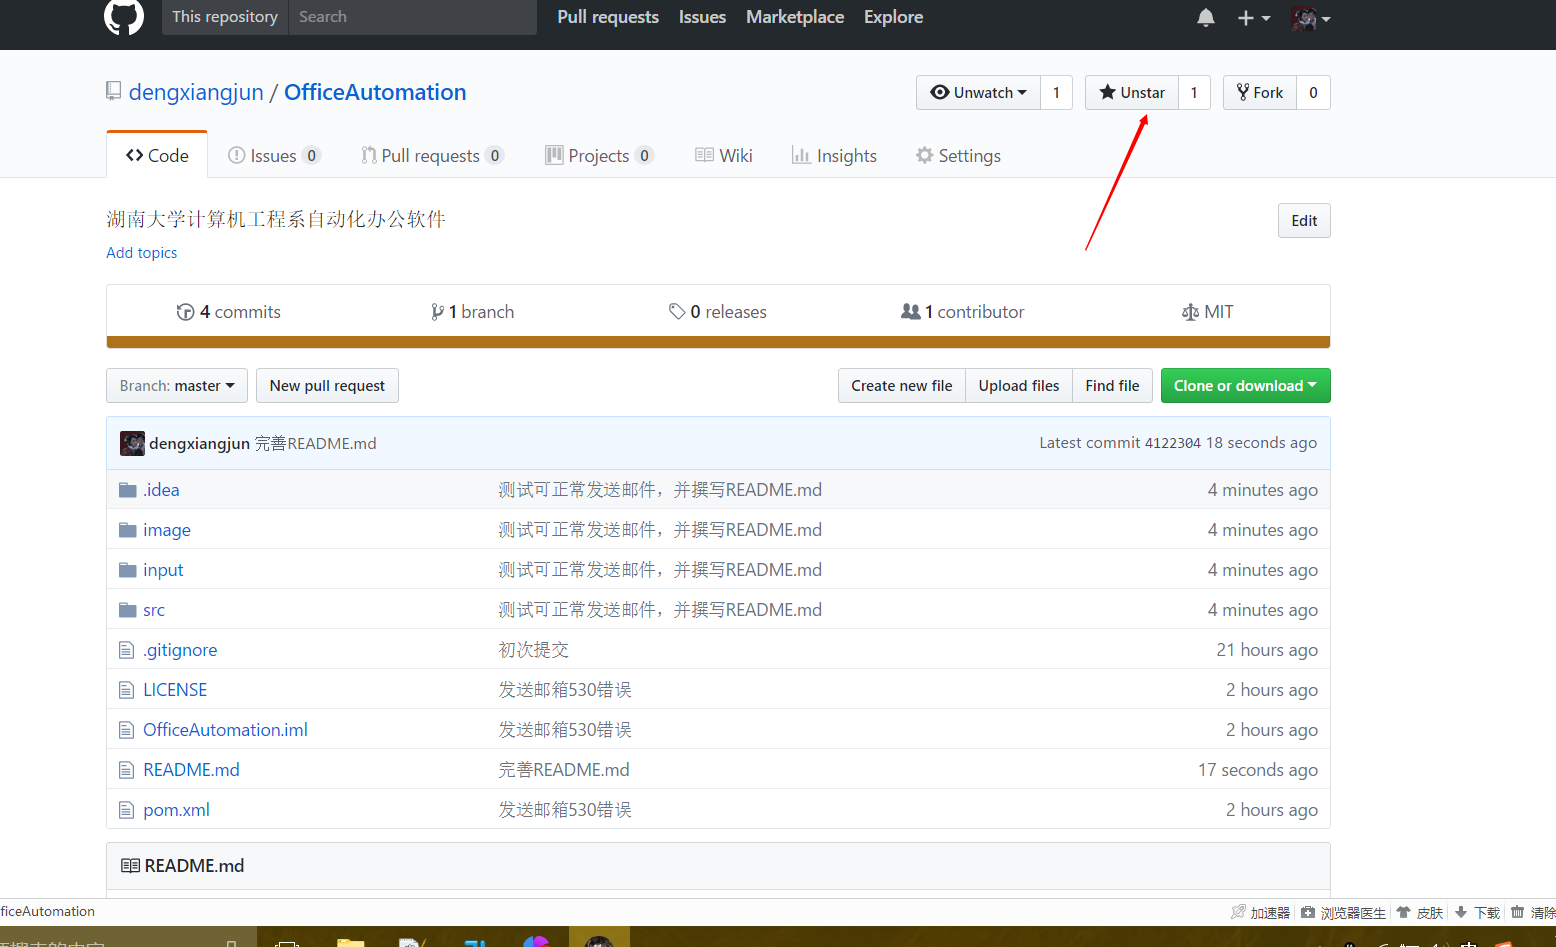 This repository Search Pull requests Issues Marketplace Explore
dengxiangjun / OfficeAutomation Unwatch 1 Unstar 1 Fork 0
Code Issues 0 Pull requests 0 Projects 0 Wiki Insights Settings
湖南大学计算机工程系自动化办公软件 Edit
Add topics
4 commits 1 branch 0 releases 1 contributor MIT
Branch: master New pull request Create new file Upload files Find file Clone or download
dengxiangjun 完善README.md Latest commit 4122304 18 seconds ago
.idea 测试可正常发送邮件，并撰写README.md 4 minutes ago
image 测试可正常发送邮件，并撰写README.md 4 minutes ago
input 测试可正常发送邮件，并撰写README.md 4 minutes ago
src 测试可正常发送邮件，并撰写README.md 4 minutes ago
.gitignore 初次提交 21 hours ago
LICENSE 发送邮箱530错误 2 hours ago
OfficeAutomation.iml 发送邮箱530错误 2 hours ago
README.md 完善README.md 17 seconds ago
pom.xml 发送邮箱530错误 2 hours ago
README.md
ficeAutomation 加速器 浏览器医生 皮肤 下载 清除